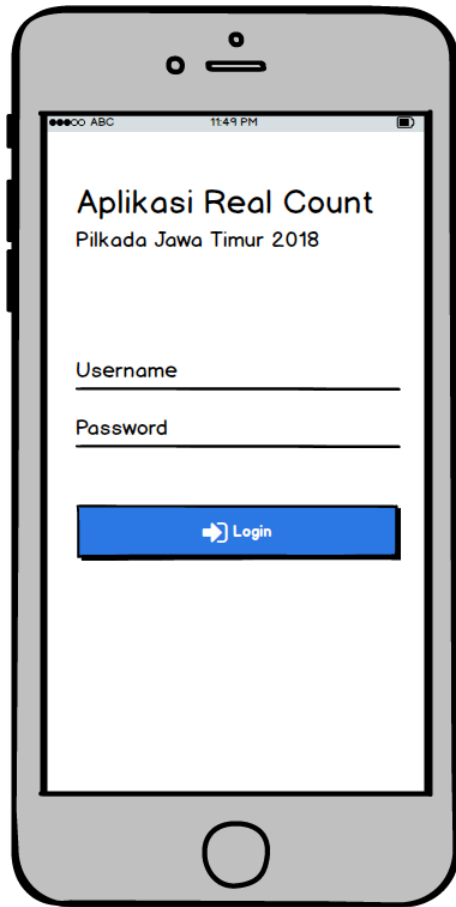 ABC 11:49 PM
Aplikasi Real Count
Pilkada Jawa Timur 2018
Username
Password
Login